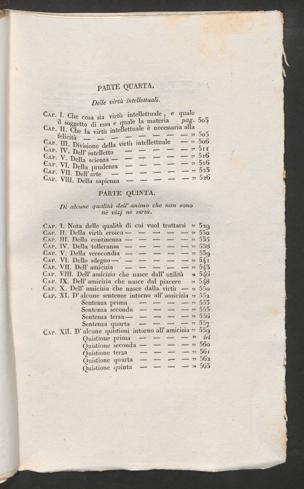 PARTE QUARTA.
Delle virtù intellettuali.
CAP. I. Che cosa sia virtù intellettuale, e quale
il soggetto di essa e quale la materia pag. 503
CAP. II. Che la virtù intellettuale è necessaria alla
felicità — — — — — — — » 505
CAP. III. Divisione della virtù intellettuale — » 506
CAP. IV. Dell' intelletto — — — — — » 511
CAP. V. Della scienza — — — — — » 516
CAP. VI. Della prudenza — — — — — » 516
CAP. VII. Dell' arte — — — — — — » 523
CAP. VIII. Della sapienza — — — — — » 526
PARTE QUINTA.
Di alcune qualità dell' animo che non sono
nè vizj nè virtù.
CAP. I. Nota delle qualità di cui vuol trattarsi » 529
CAP. II. Della virtù eroica — — — — — » 530
CAP. III. Della continenza — — — — — » 535
CAP. IV. Della tolleranza — — — — — » 538
CAP. V. Della verecondia — — — — — » 539
CAP. VI. Dello sdegno — — — — — — » 541
CAP. VII. Dell' amicizia — — — — — » 543
CAP. VIII. Dell' amicizia che nasce dall' utilità » 546
CAP. IX. Dell' amicizia che nasce dal piacere » 548
CAP. X. Dell' amicizia che nasce dalla virtù — » 550
CAP. XI. D' alcune sentenze intorno all' amicizia » 552
Sentenza prima — — — — — » 553
Sentenza seconda — — — — » 555
Sentenza terza — — — — — » 556
Sentenza quarta — — — — — » 557
CAP. XII. D' alcune quistioni intorno all' amicizia » 559
Quistione prima — — — — » ivi
Quistione seconda — — — — » 560
Quistione terza — — — — » 561
Quistione quarta — — — — » 562
Quistione quinta — — — — » 563